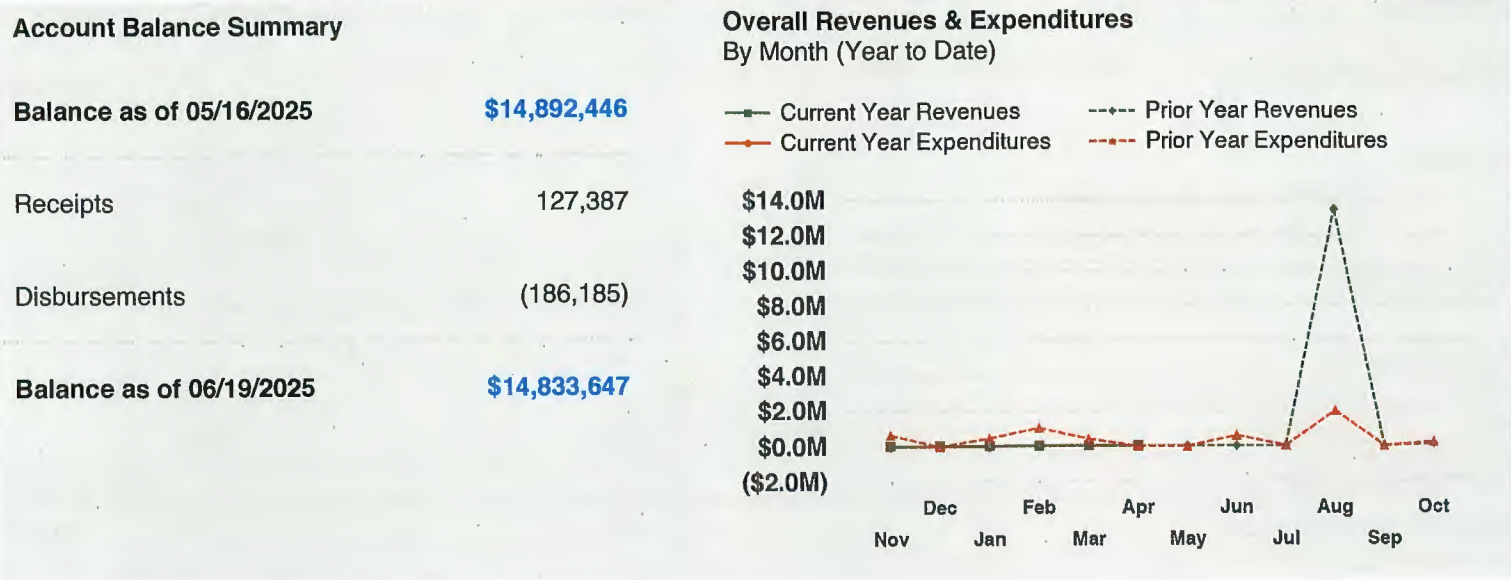 Account Balance Summary
Balance as of 05/16/2025 $14,892,446
Receipts 127,387
Disbursements (186,185)
Balance as of 06/19/2025 $14,833,647
Overall Revenues & Expenditures
By Month (Year to Date)
Current Year Revenues Prior Year Revenues
Current Year Expenditures Prior Year Expenditures
$14.0M
$12.0M
$10.0M
$8.0M
$6.0M
$4.0M
$2.0M
$0.0M
($2.0M)
Dec Feb Apr Jun Aug Oct
Nov Jan Mar May Jul Sep